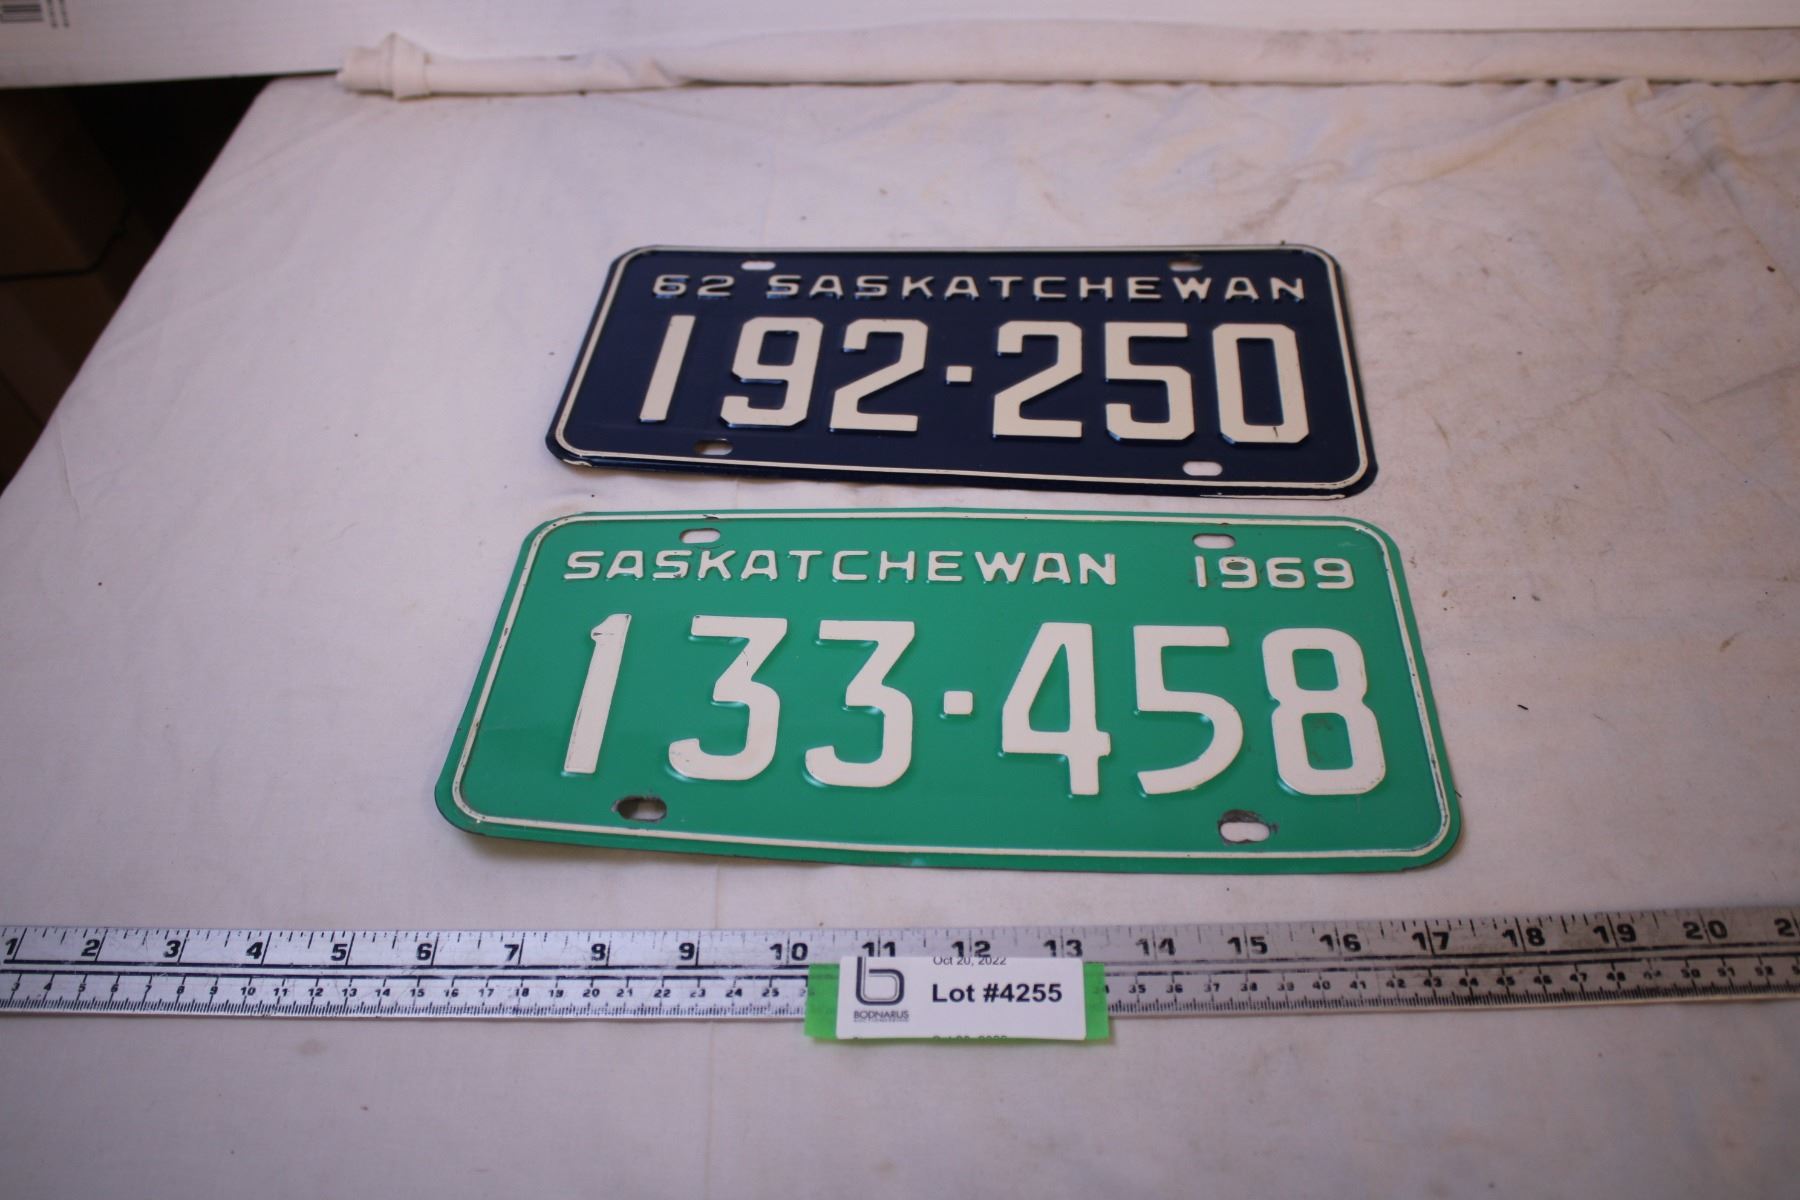 62 SASKATCHEWAN
192-250
SASKATCHEWAN 1969
133-458
1 2 3 4 5 6 7 8 9 10 11 12 13 14 15 16 17 18 19 20
Oct 20, 2022
Lot #4255
BODNARUS